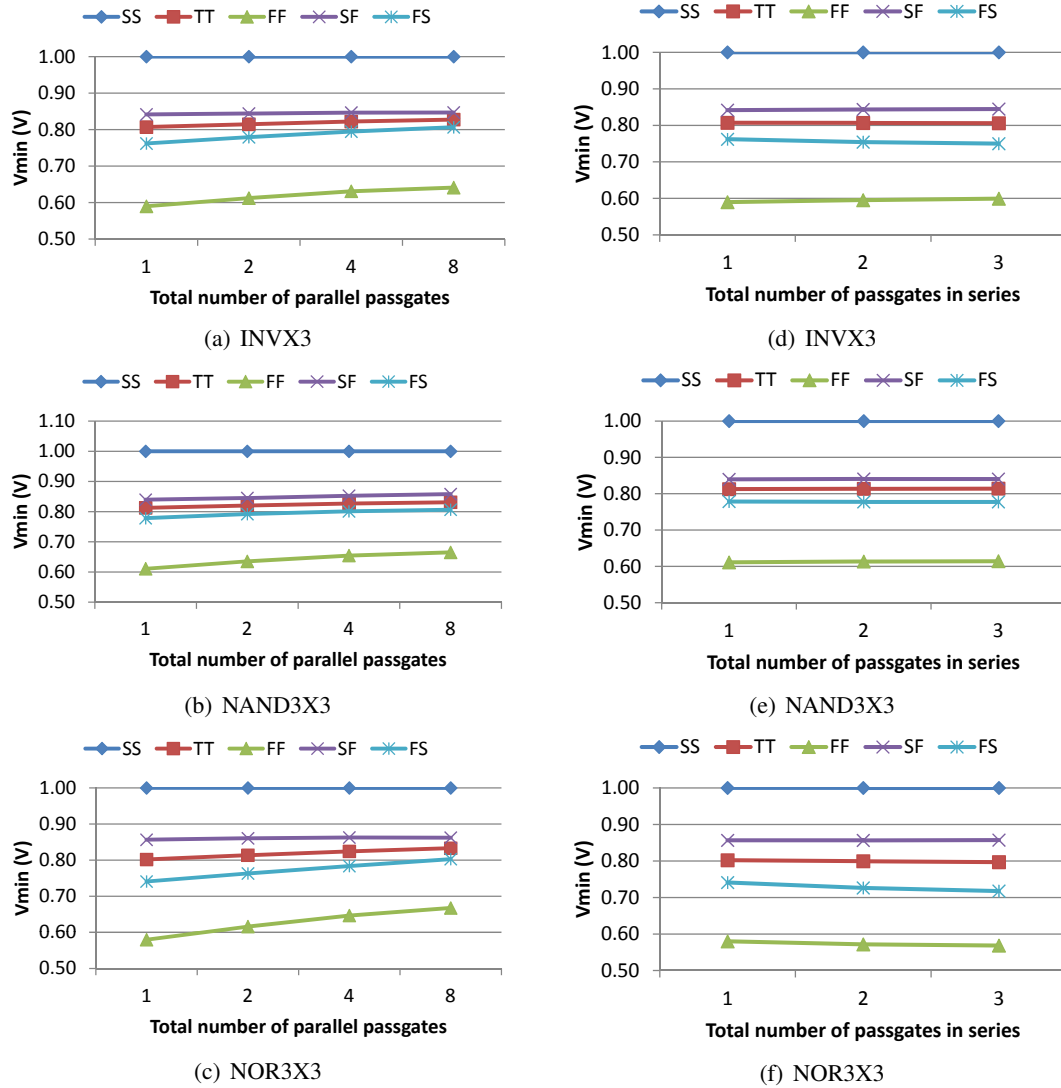 SS TT FF SF FS
1.00
0.90
0.80
0.70
0.60
0.50
Vmin (V)
1 2 4 8
Total number of parallel passgates
(a) INVX3
SS TT FF SF FS
1.00
0.90
0.80
0.70
0.60
0.50
Vmin (V)
1 2 3
Total number of passgates in series
(d) INVX3
SS TT FF SF FS
1.10
1.00
0.90
0.80
0.70
0.60
0.50
Vmin (V)
1 2 4 8
Total number of parallel passgates
(b) NAND3X3
SS TT FF SF FS
1.00
0.90
0.80
0.70
0.60
0.50
Vmin (V)
1 2 3
Total number of passgates in series
(e) NAND3X3
SS TT FF SF FS
1.00
0.90
0.80
0.70
0.60
0.50
Vmin (V)
1 2 4 8
Total number of parallel passgates
(c) NOR3X3
SS TT FF SF FS
1.00
0.90
0.80
0.70
0.60
0.50
Vmin (V)
1 2 3
Total number of passgates in series
(f) NOR3X3